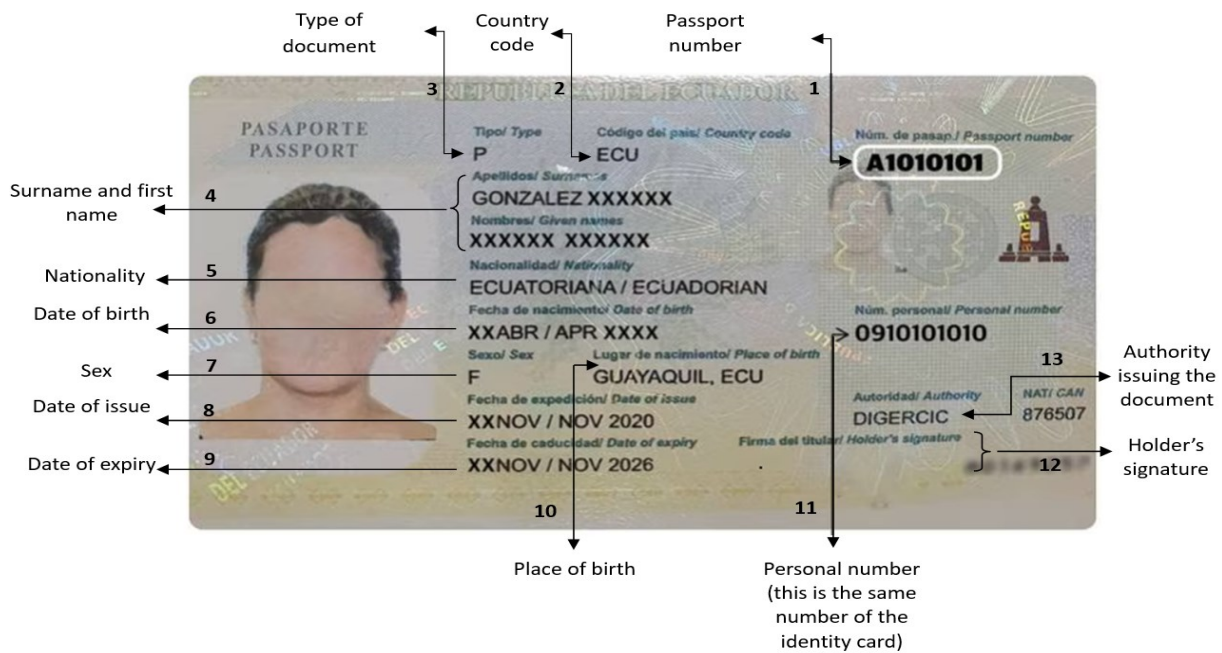 Type of document
Country code
Passport number
3
2
1
REPUBLICA DEL ECUADOR
PASAPORTE
PASSPORT
Tipo/ Type
Código del país/ Country code
Núm. de pasap./ Passport number
P
ECU
A1010101
Surname and first name
4
Apellidos/ Surnames
GONZALEZ XXXXXX
Nombres/ Given names
XXXXXX XXXXXX
REPUB
Nationality
5
Nacionalidad/ Nationality
ECUATORIANA / ECUADORIAN
Date of birth
6
Fecha de nacimiento/ Date of birth
XXABR / APR XXXX
Núm. personal/ Personal number
0910101010
Sex
7
Sexo/ Sex
F
Lugar de nacimiento/ Place of birth
GUAYAQUIL, ECU
13
Authority issuing the document
Date of issue
8
Fecha de expedición/ Date of issue
XXNOV / NOV 2020
Autoridad/ Authority
DIGERCIC
NAT/ CAN
876507
Date of expiry
9
Fecha de caducidad/ Date of expiry
XXNOV / NOV 2026
Firma del titular/ Holder's signature
12
Holder's signature
DEL ECUADOR
10
11
Place of birth
Personal number
(this is the same
number of the
identity card)